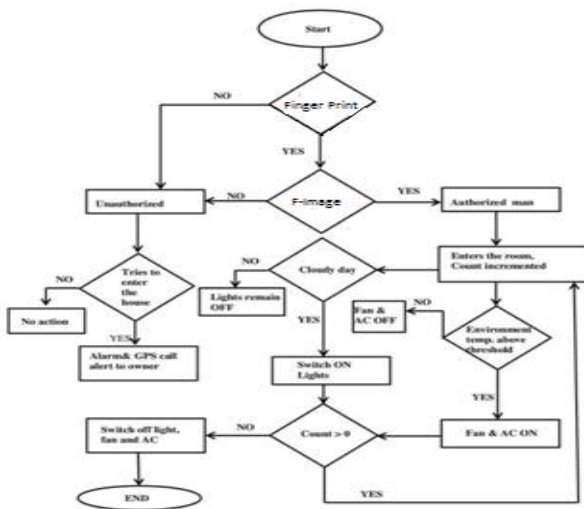 Start
NO
Finger Print
YES
Unauthorized
NO
F-Image
YES
Authorized man
Tries to
enter
the
house
NO
No action
YES
Alarm& GPS call
alert to owner
Cloudy day
Enters the room,
Count incremented
NO
Lights remain
OFF
YES
Fan &
AC OFF
NO
Environment
temp. above
threshold
Switch ON
Lights
YES
Switch off light,
fan and AC
NO
Count > 0
Fan & AC ON
END
YES